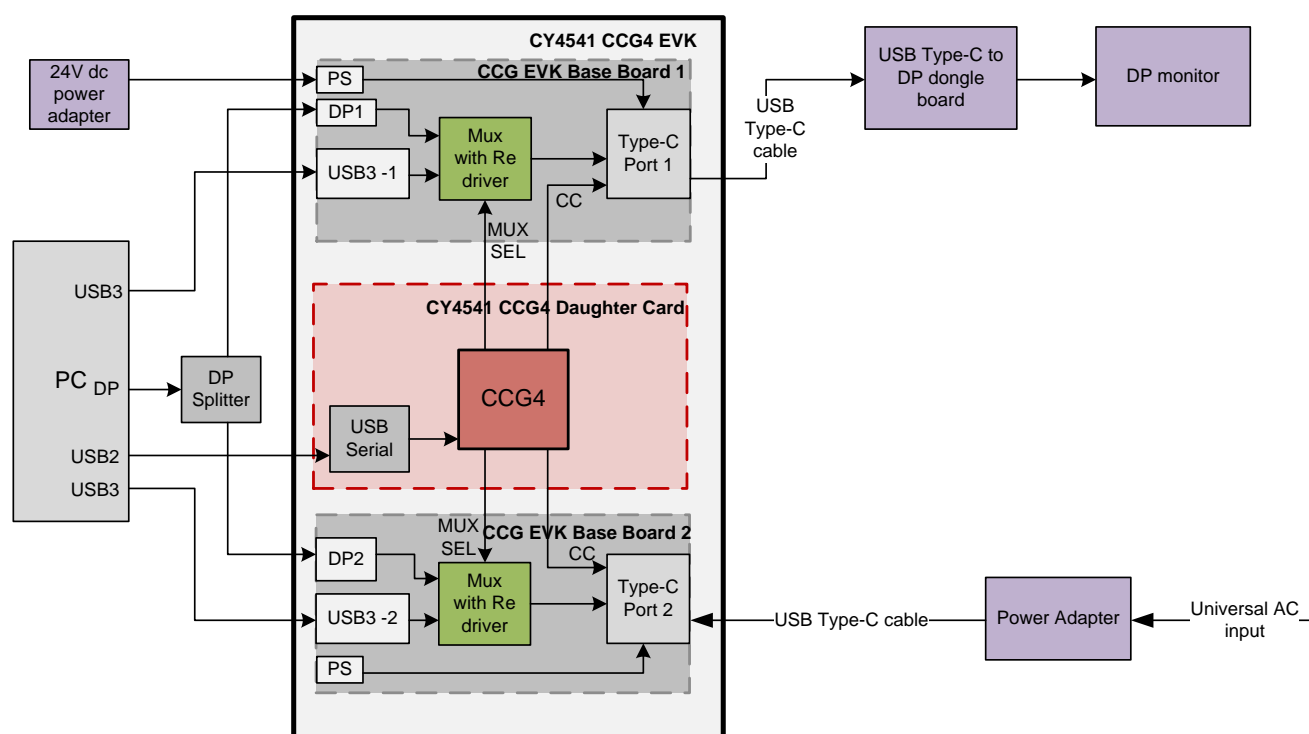 CY4541 CCG4 EVK
24V dc
power
adapter
CCG EVK Base Board 1
PS
DP1
USB3 -1
Mux
with Re
driver
Type-C
Port 1
CC
MUX
SEL
USB
Type-C
cable
USB Type-C to
DP dongle
board
DP monitor
CY4541 CCG4 Daughter Card
CCG4
USB
Serial
PC
USB3
DP
USB2
USB3
DP
Splitter
CCG EVK Base Board 2
MUX
SEL
CC
DP2
USB3 -2
PS
Mux
with Re
driver
Type-C
Port 2
USB Type-C cable
Power Adapter
Universal AC
input